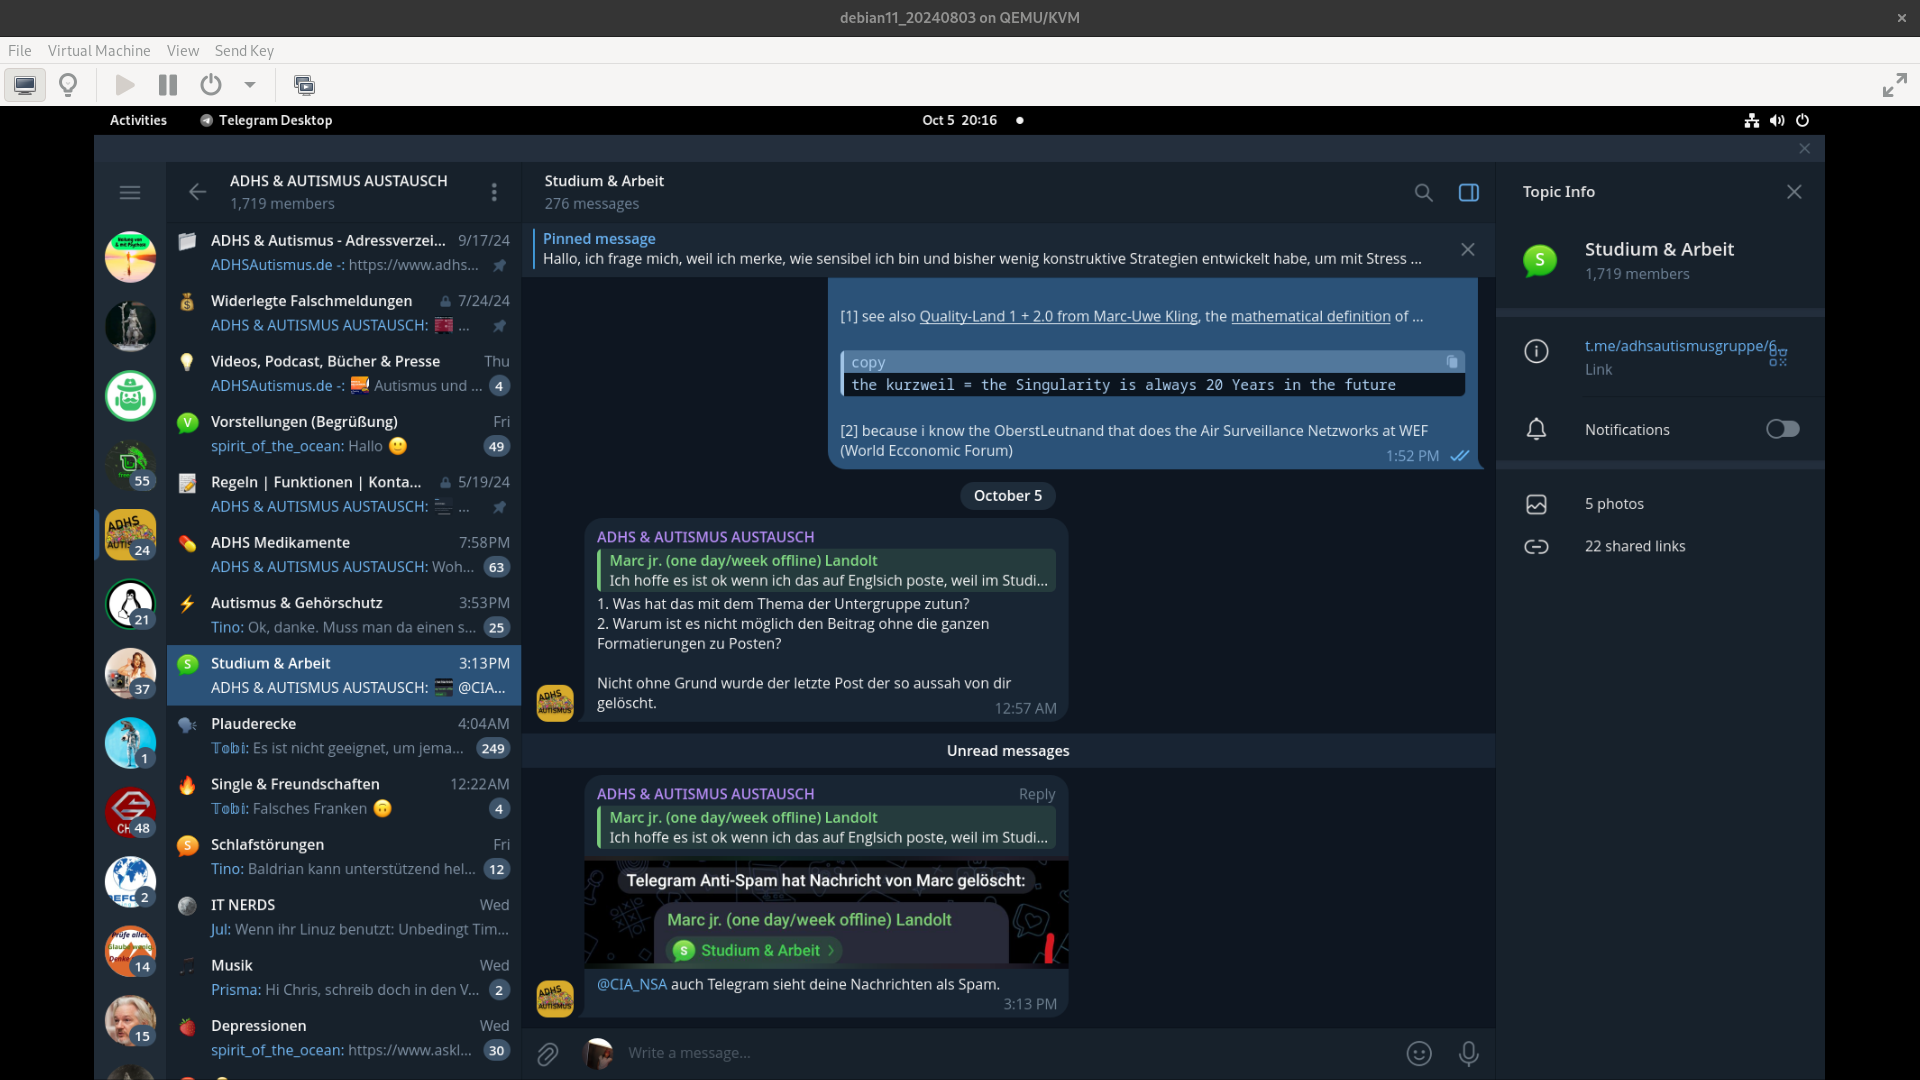 debian11_20240803 on QEMU/KVM
File Virtual Machine View Send Key
Activities Telegram Desktop Oct 5 20:16
ADHS & AUTISMUS AUSTAUSCH
1,719 members
55
ADHS
24
21
37
1
CH
48
2
Prüfe alles,
14
15
ADHS & Autismus - Adressverzei... 9/17/24
ADHSAutismus.de -: https://www.adhs...
Widerlegte Falschmeldungen 7/24/24
ADHS & AUTISMUS AUSTAUSCH: ...
Videos, Podcast, Bücher & Presse Thu
ADHSAutismus.de -: Autismus und ... 4
V Vorstellungen (Begrüßung) Fri
spirit_of_the_ocean: Hallo 🙂 49
Regeln | Funktionen | Konta... 5/19/24
ADHS & AUTISMUS AUSTAUSCH: ...
ADHS Medikamente 7:58 PM
ADHS & AUTISMUS AUSTAUSCH: Woh... 63
Autismus & Gehörschutz 3:53 PM
Tino: Ok, danke. Muss man da einen s... 25
S Studium & Arbeit 3:13 PM
ADHS & AUTISMUS AUSTAUSCH: @CIA...
Plauderecke 4:04 AM
𝕋𝕠𝕓𝕚: Es ist nicht geeignet, um jema... 249
Single & Freundschaften 12:22 AM
𝕋𝕠𝕓𝕚: Falsches Franken 🙃 4
S Schlafstörungen Fri
Tino: Baldrian kann unterstützend hel... 12
IT NERDS Wed
Jul: Wenn ihr Linuz benutzt: Unbedingt Tim...
Musik Wed
Prisma: Hi Chris, schreib doch in den V... 2
Depressionen Wed
spirit_of_the_ocean: https://www.askl... 30
Studium & Arbeit
276 messages
Pinned message
Hallo, ich frage mich, weil ich merke, wie sensibel ich bin und bisher wenig konstruktive Strategien entwickelt habe, um mit Stress ...
[1] see also Quality-Land 1 + 2.0 from Marc-Uwe Kling, the mathematical definition of ...
copy
the kurzweil = the Singularity is always 20 Years in the future
[2] because i know the OberstLeutnand that does the Air Surveillance Netzworks at WEF
(World Ecconomic Forum)
1:52 PM
October 5
ADHS & AUTISMUS AUSTAUSCH
Marc jr. (one day/week offline) Landolt
Ich hoffe es ist ok wenn ich das auf Englsich poste, weil im Studi...
1. Was hat das mit dem Thema der Untergruppe zutun?
2. Warum ist es nicht möglich den Beitrag ohne die ganzen
Formatierungen zu Posten?
Nicht ohne Grund wurde der letzte Post der so aussah von dir
gelöscht.
12:57 AM
ADHS
AUTISMUS
Unread messages
ADHS & AUTISMUS AUSTAUSCH Reply
Marc jr. (one day/week offline) Landolt
Ich hoffe es ist ok wenn ich das auf Englsich poste, weil im Studi...
Telegram Anti-Spam hat Nachricht von Marc gelöscht:
Marc jr. (one day/week offline) Landolt
S Studium & Arbeit
@CIA_NSA auch Telegram sieht deine Nachrichten als Spam.
3:13 PM
ADHS
AUTISMUS
Write a message...
Topic Info
S Studium & Arbeit
1,719 members
t.me/adhsautismusgruppe/6...
Link
Notifications
5 photos
22 shared links